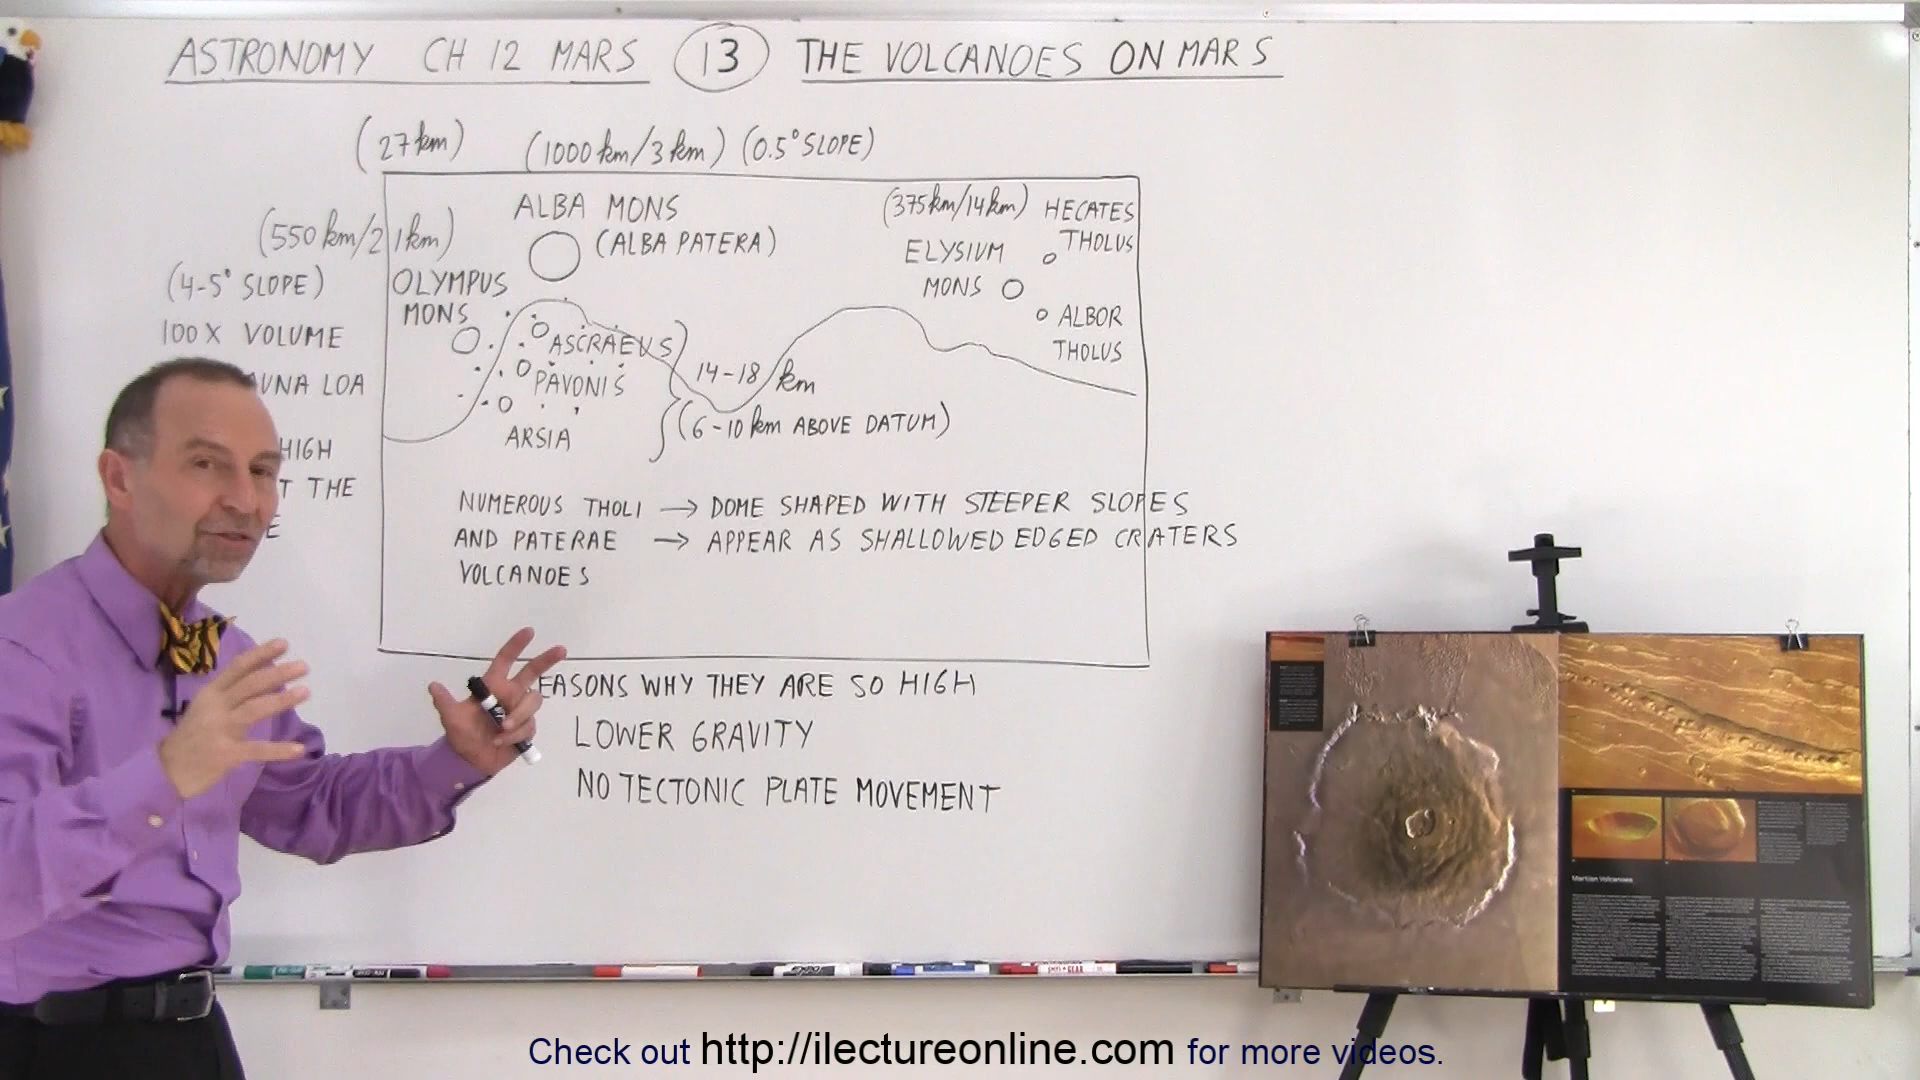 ASTRONOMY CH 12 MARS 13 THE VOLCANOES ON MARS
(27 km) (1000 km/3 km) (0.5° SLOPE)
(550 km/21 km)
(4-5° SLOPE)
100 X VOLUME
LOA
HIGH
THE
ALBA MONS
(ALBA PATERA)
OLYMPUS
MONS
ASCRAEUS
PAVONIS
ARSIA
14-18 km
(6-10 km ABOVE DATUM)
(375 km/14 km) HECATES
THOLUS
ELYSIUM
MONS
ALBOR
THOLUS
NUMEROUS THOLI → DOME SHAPED WITH STEEPER SLOPES
AND PATERAE → APPEAR AS SHALLOWED EDGED CRATERS
VOLCANOES
EASONS WHY THEY ARE SO HIGH
LOWER GRAVITY
NO TECTONIC PLATE MOVEMENT
Martian Volcanoes
Check out http://ilectureonline.com for more videos.